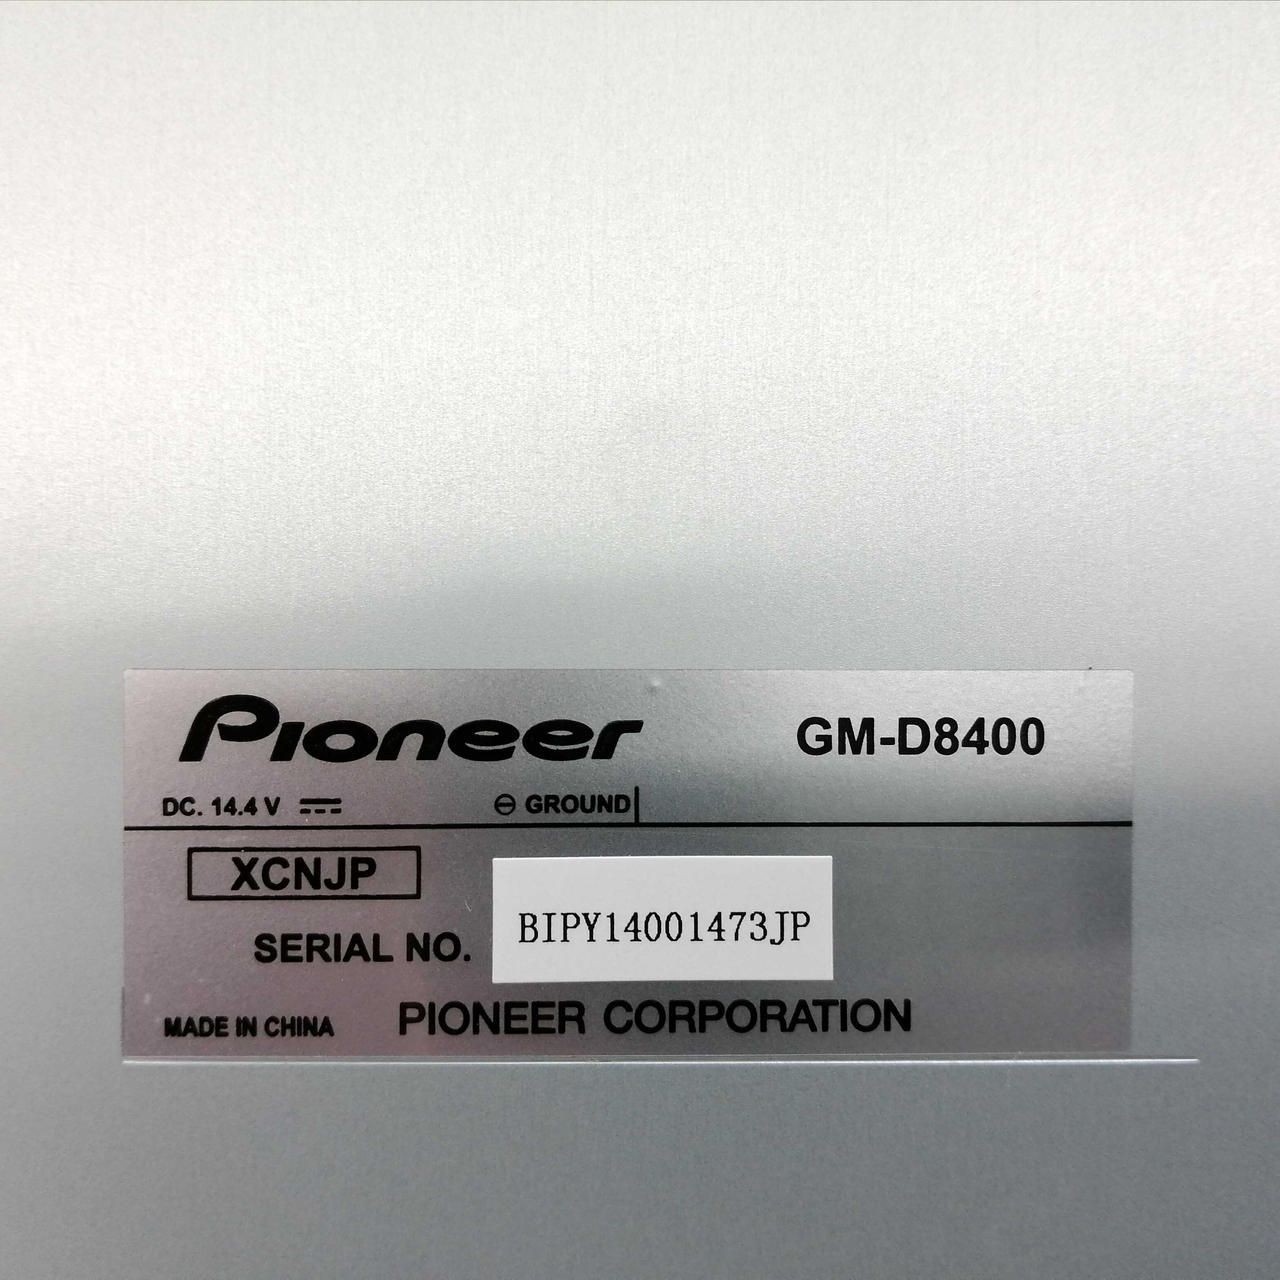 Pioneer GM-D8400
DC. 14.4 V ⊖ GROUND
XCNJP
SERIAL NO. BIPY14001473JP
MADE IN CHINA PIONEER CORPORATION